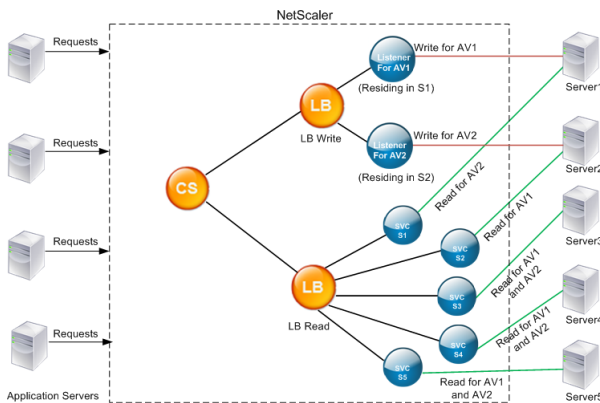 NetScaler
Requests
Requests
Requests
Requests
Application Servers
CS
LB
LB Write
LB
LB Read
Listener
For AV1
(Residing in S1)
Listener
For AV2
(Residing in S2)
SVC
S1
SVC
S2
SVC
S3
SVC
S4
SVC
S5
Write for AV1
Write for AV2
Read for AV2
Read for AV1
Read for AV1
and AV2
Read for AV1
and AV2
Read for AV1
and AV2
Server1
Server2
Server3
Server4
Server5